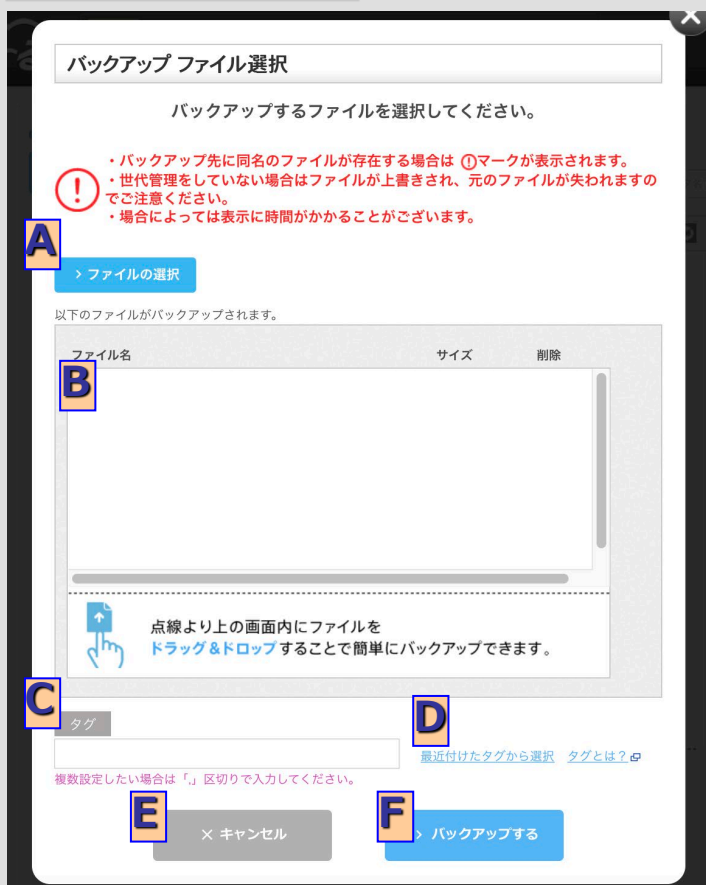 バックアップ ファイル選択
バックアップするファイルを選択してください。
・バックアップ先に同名のファイルが存在する場合は !マークが表示されます。
・世代管理をしていない場合はファイルが上書きされ、元のファイルが失われますの
でご注意ください。
・場合によっては表示に時間がかかることがございます。
A
> ファイルの選択
以下のファイルがバックアップされます。
ファイル名 サイズ 削除
B
点線より上の画面内にファイルを
ドラッグ&ドロップすることで簡単にバックアップできます。
C
タグ
D
最近付けたタグから選択 タグとは?
複数設定したい場合は「,」区切りで入力してください。
E
× キャンセル
F
> バックアップする